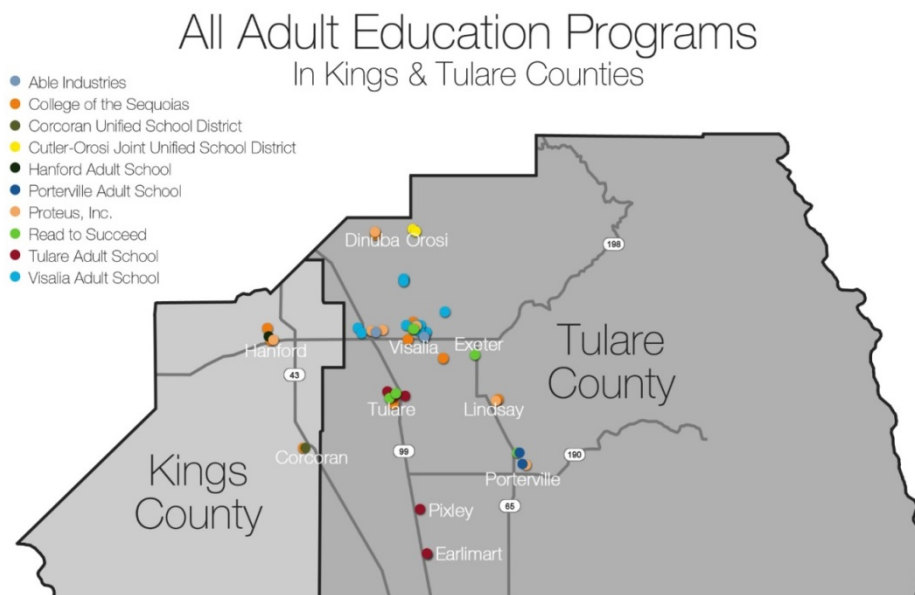 All Adult Education Programs
In Kings & Tulare Counties
Able Industries
College of the Sequoias
Corcoran Unified School District
Cutler-Orosi Joint Unified School District
Hanford Adult School
Porterville Adult School
Proteus, Inc.
Read to Succeed
Tulare Adult School
Visalia Adult School
Dinuba Orosi
198
Hanford
Visalia
Exeter
Tulare
County
43
Tulare
Lindsay
Corcoran
99
190
Kings
County
Porterville
65
Pixley
Earlimart